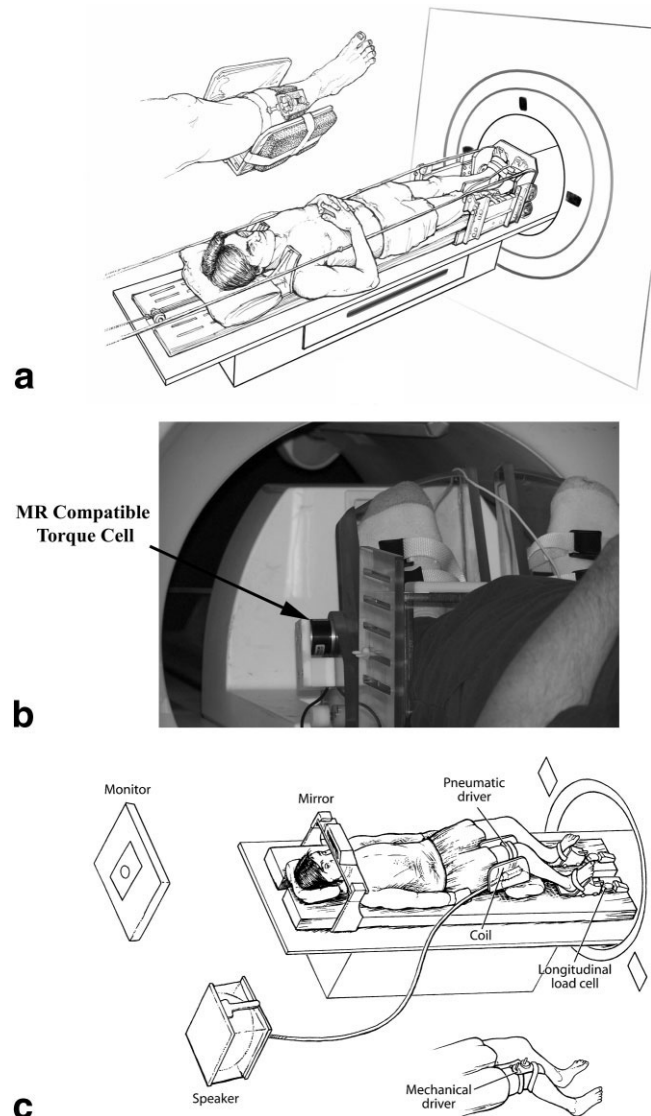 a
MR Compatible
Torque Cell
b
Monitor
Mirror
Pneumatic
driver
Coil
Longitudinal
load cell
Speaker
Mechanical
driver
c